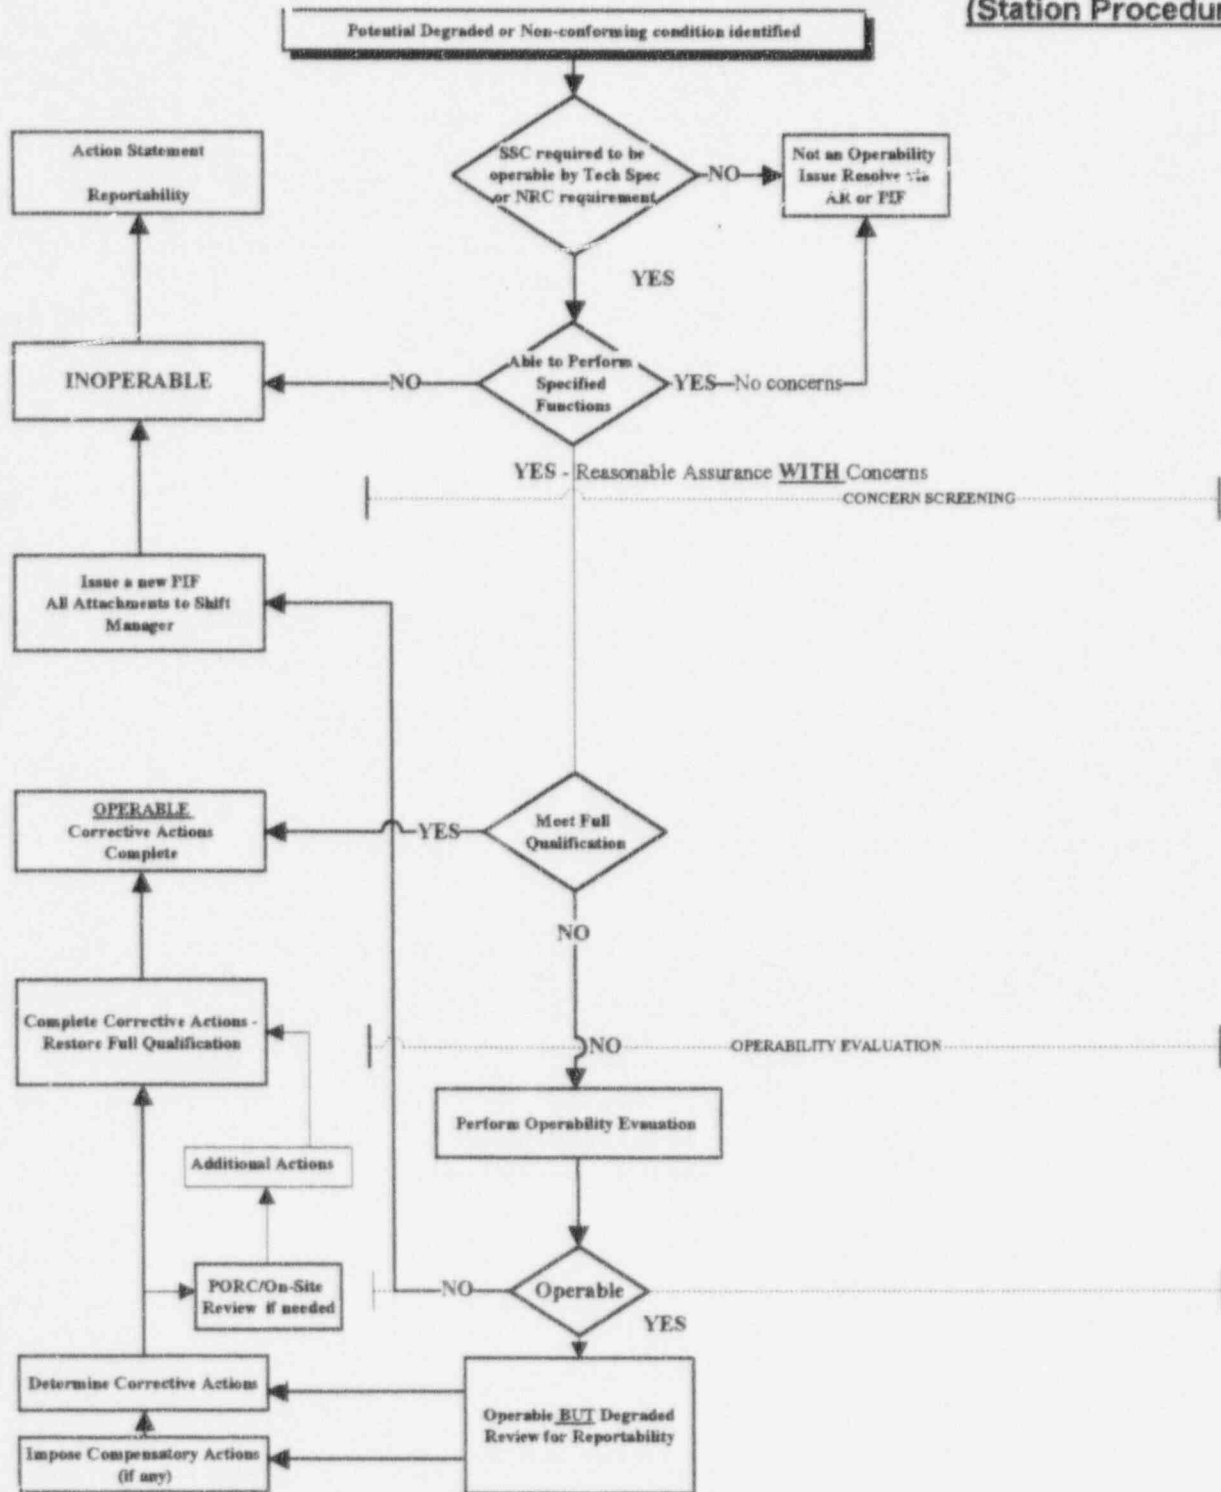 (Station Procedur
Potential Degraded or Non-conforming condition identified
Action Statement
Reportability
SSC required to be
operable by Tech Spec
or NRC requirement
NO
Not an Operability
Issue Resolve via
AR or PIF
YES
INOPERABLE
NO
Able to Perform
Specified
Functions
YES—No concerns
YES - Reasonable Assurance WITH Concerns
CONCERN SCREENING
Issue a new PIF
All Attachments to Shift
Manager
OPERABLE
Corrective Actions
Complete
YES
Meet Full
Qualification
NO
Complete Corrective Actions -
Restore Full Qualification
NO
OPERABILITY EVALUATION
Perform Operability Evaluation
Additional Actions
PORC/On-Site
Review if needed
NO
Operable
YES
Determine Corrective Actions
Operable BUT Degraded
Review for Reportability
Impose Compensatory Actions
(if any)